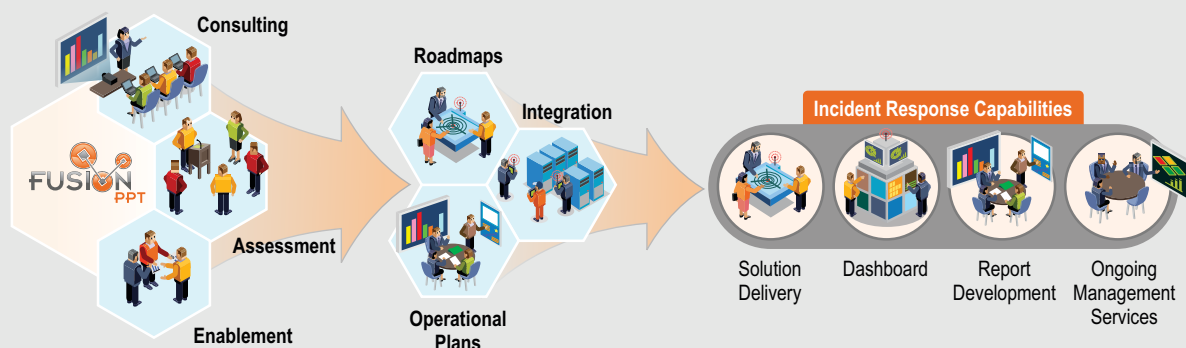 Consulting
FUSION
PPT
Assessment
Enablement
Roadmaps
Integration
Operational
Plans
Incident Response Capabilities
Solution
Delivery
Dashboard
Report
Development
Ongoing
Management
Services